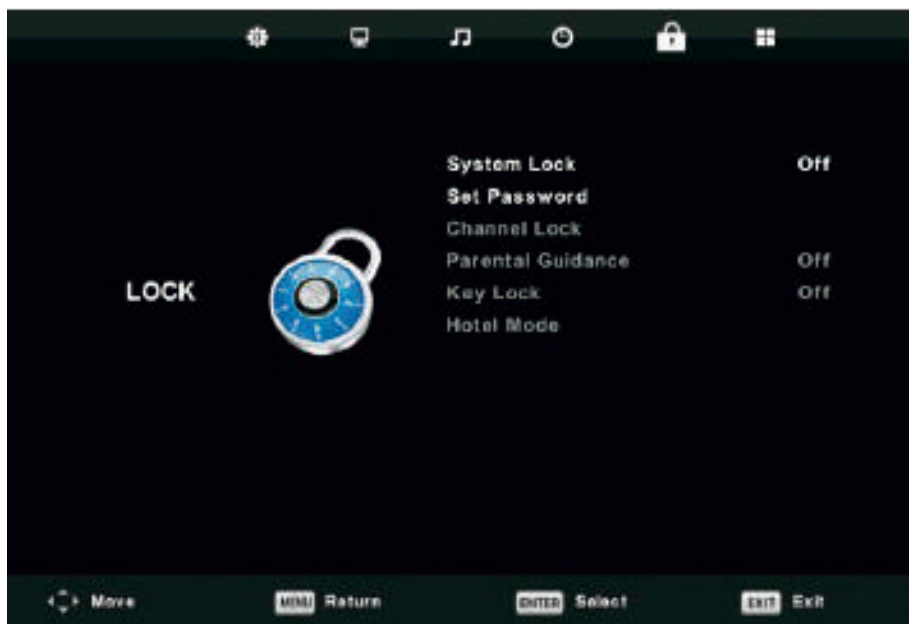 System Lock Off
Set Password
Channel Lock
Parental Guidance Off
LOCK
Key Lock Off
Hotel Mode
Move MENU Return ENTER Select EXIT Exit